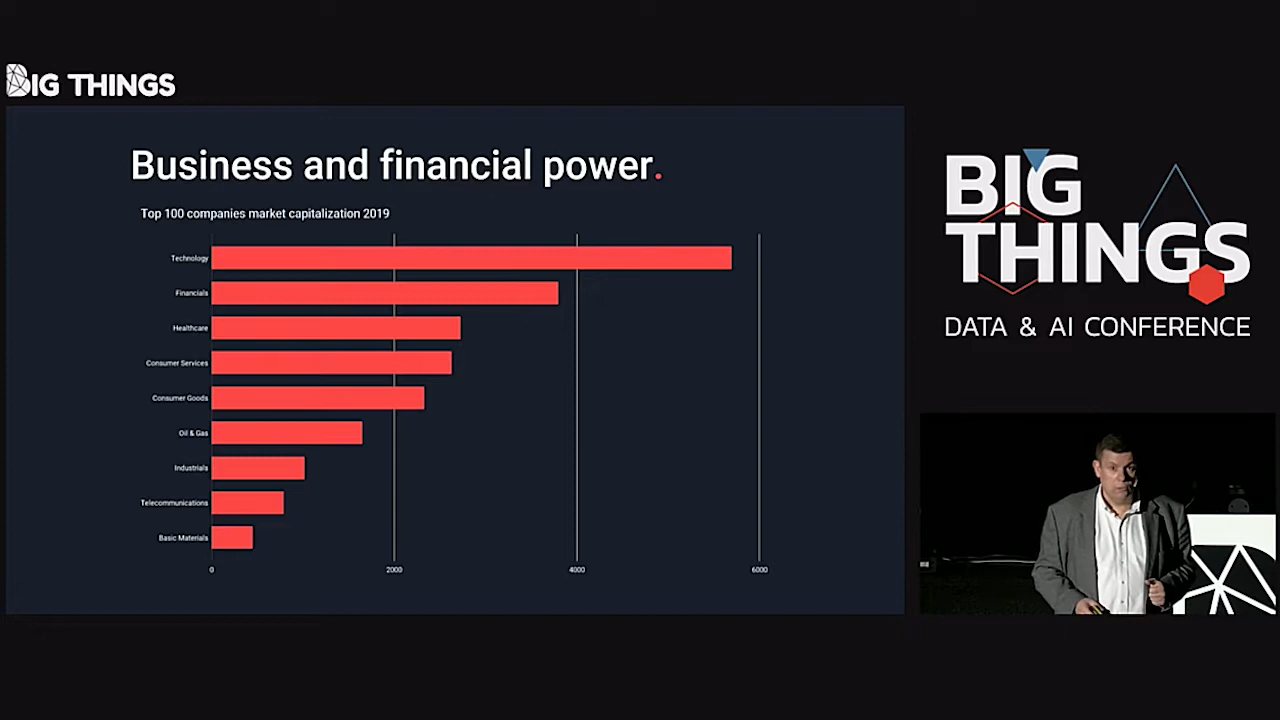 BIG THINGS
Business and financial power.
Top 100 companies market capitalization 2019
Technology
Financials
Healthcare
Consumer Services
Consumer Goods
Oil & Gas
Industrials
Telecommunications
Basic Materials
0 2000 4000 6000
BIG
THINGS
DATA & AI CONFERENCE